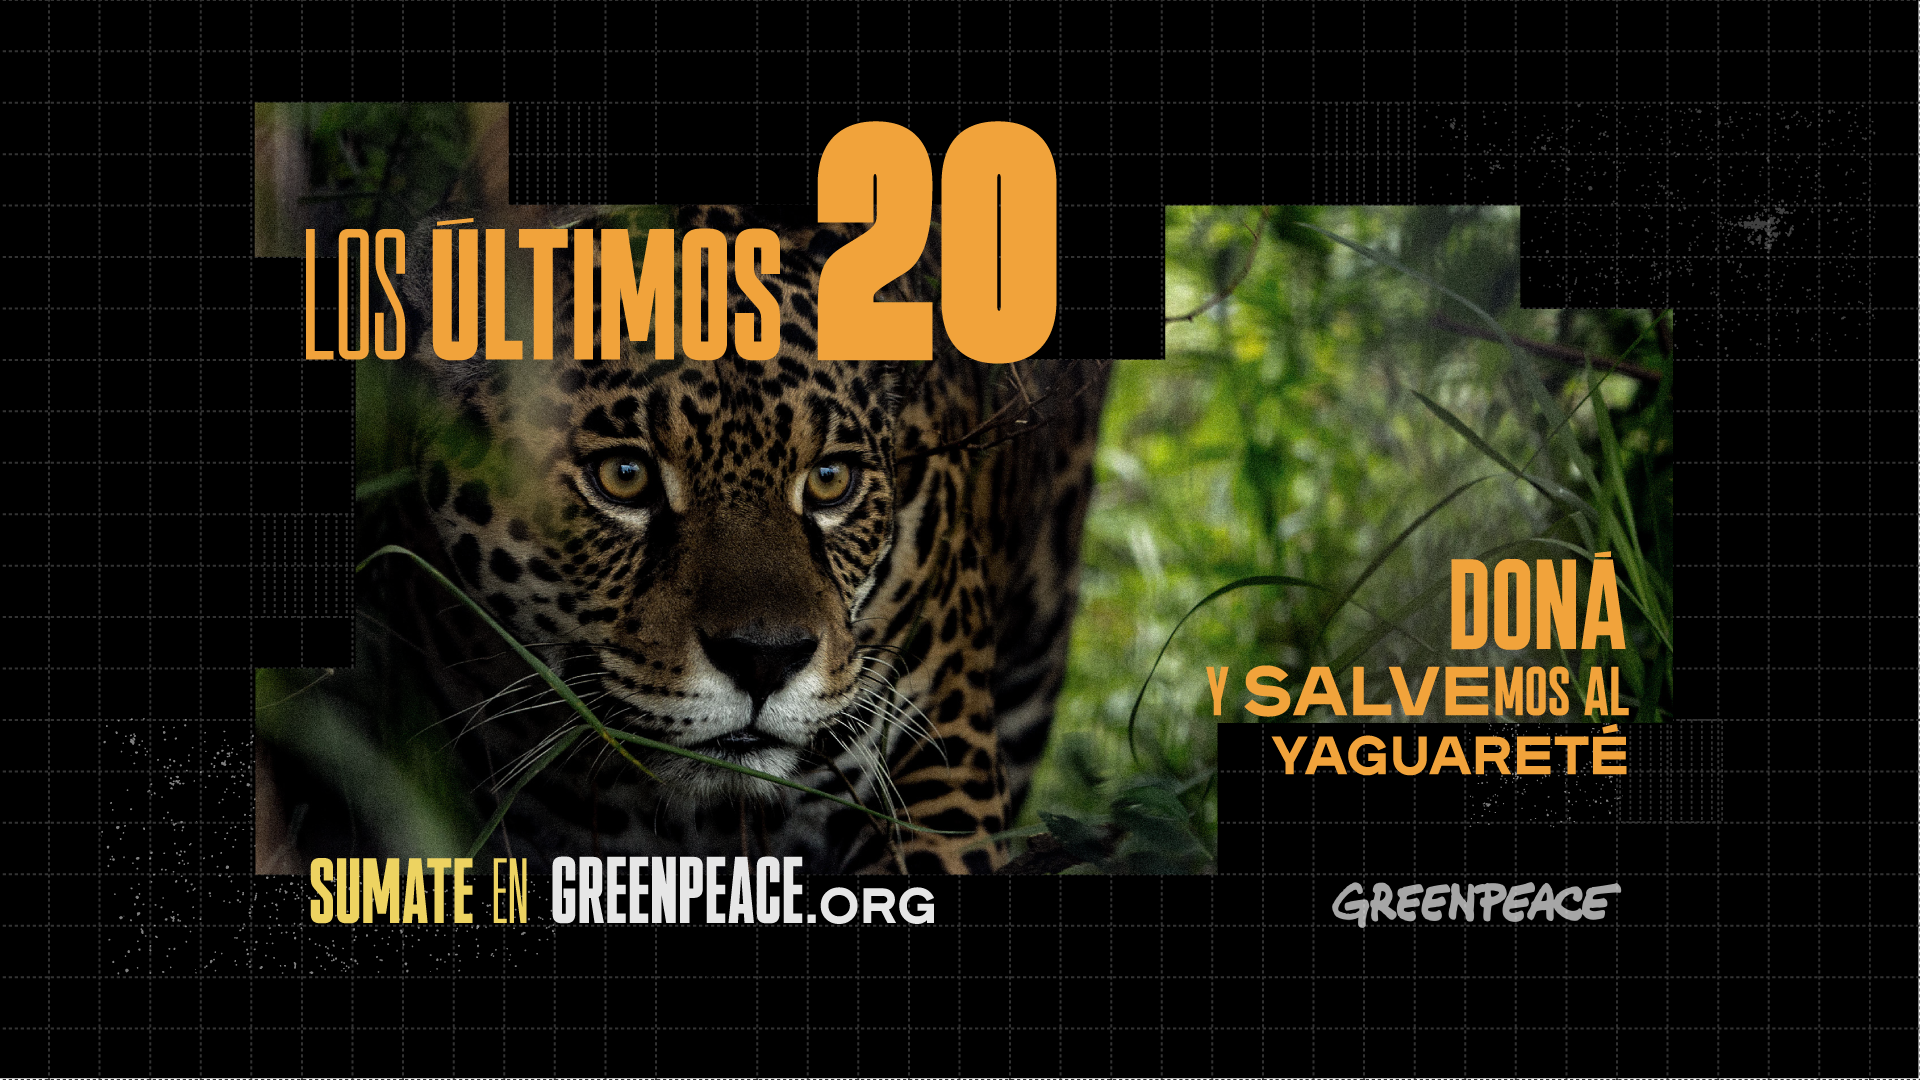 LOS ÚLTIMOS 20
DONÁ
Y SALVEMOS AL
YAGUARETÉ
SUMATE EN GREENPEACE.ORG
GREENPEACE